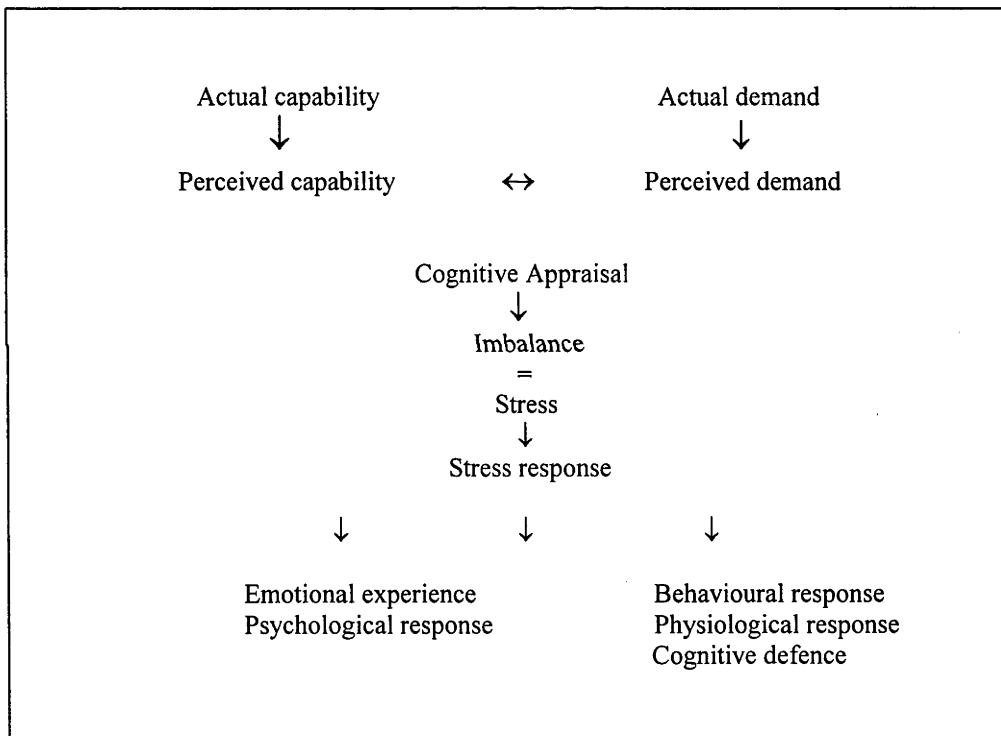 Actual capability Actual demand
↓ ↓
Perceived capability ↔ Perceived demand
Cognitive Appraisal
↓
Imbalance
=
Stress
↓
Stress response
↓ ↓ ↓
Emotional experience Behavioural response
Psychological response Physiological response
Cognitive defence